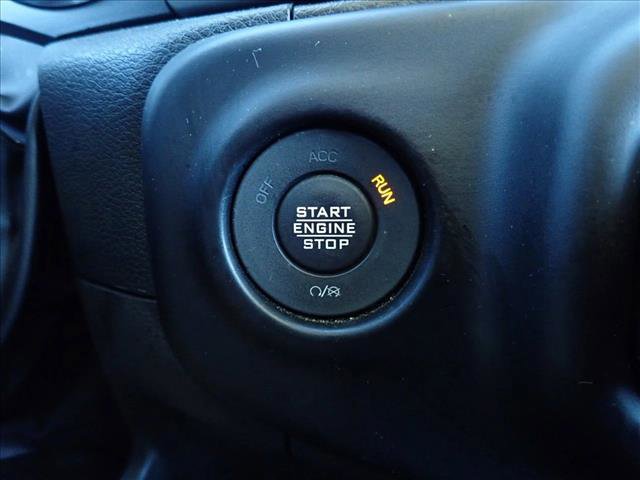 ACC
OFF
RUN
START
ENGINE
STOP